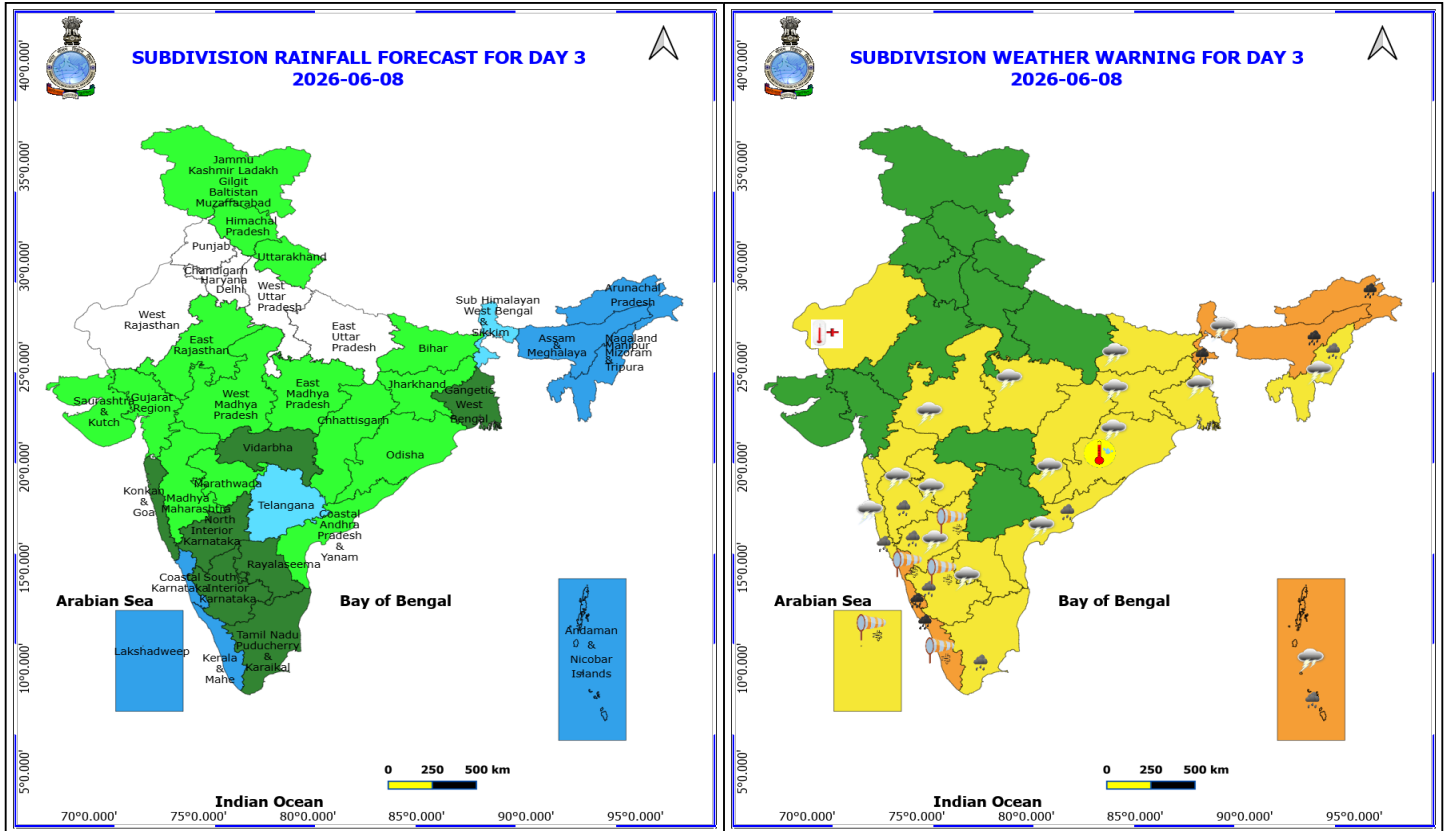 SUBDIVISION RAINFALL FORECAST FOR DAY 3
2026-06-08
40°0.000'
35°0.000'
30°0.000'
25°0.000'
20°0.000'
15°0.000'
10°0.000'
5°0.000'
Jammu
Kashmir Ladakh
Gilgit
Baltistan
Muzaffarabad
Himachal
Pradesh
Punjab
Uttarakhand
Chandigarh
Haryana
Delhi
West
Uttar
Pradesh
West
Rajasthan
East
Uttar
Pradesh
East
Rajasthan
Sub Himalayan
West Bengal
&
Sikkim
Arunachal
Pradesh
Assam
&
Meghalaya
Nagaland
Manipur
Mizoram
&
Tripura
Bihar
Jharkhand
Gangetic
West
Bengal
Saurashtra
&
Kutch
Gujarat
Region
West
Madhya
Pradesh
East
Madhya
Pradesh
Chhattisgarh
Odisha
Vidarbha
Konkan
&
Goa
Madhya
Maharashtra
Marathwada
Telangana
North
Interior
Karnataka
Coastal
Andhra
Pradesh
&
Yanam
Rayalaseema
Coastal
Karnataka
South
Interior
Karnataka
Tamil Nadu
Puducherry
&
Karaikal
Kerala
&
Mahe
Lakshadweep
Andaman
&
Nicobar
Islands
Arabian Sea
Bay of Bengal
0 250 500 km
Indian Ocean
70°0.000' 75°0.000' 80°0.000' 85°0.000' 90°0.000' 95°0.000'
SUBDIVISION WEATHER WARNING FOR DAY 3
2026-06-08
40°0.000'
35°0.000'
30°0.000'
25°0.000'
20°0.000'
15°0.000'
10°0.000'
5°0.000'
Arabian Sea
Bay of Bengal
0 250 500 km
Indian Ocean
70°0.000' 75°0.000' 80°0.000' 85°0.000' 90°0.000' 95°0.000'